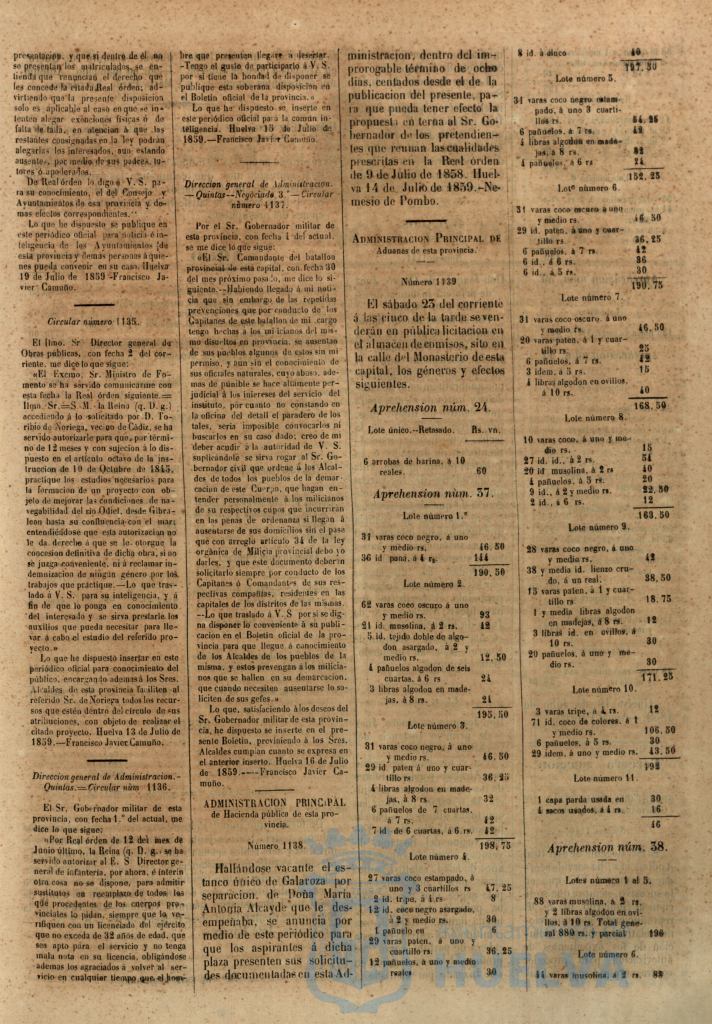 presentacion, y que si dentro de él no
se presentan los matriculados, se en-
tienda que renuncian el derecho que
les concede la citada Real órden; ad-
virtiendo que la presente disposicion
solo es aplicable al caso en que se in-
tenten alegar exenciones fisicas ó de
falta de talla, en atencion á que las
restantes consignadas en la ley podrán
alegarlas los interesados, aun estando
ausentes, por medio de sus padres, tu-
tores ó apoderados.
De Real órden lo digo á V. S. pa-
ra su conocimiento, el del Consejo y
Ayuntamientos de esa provincia y de-
mas efectos correspondientes.»
Lo que he dispuesto se publique en
este periódico oficial para noticia é in-
teligencia de los Ayuntamientos de
esta provincia y demas personas á quie-
nes pueda convenir en su caso. Huelva
19 de Julio de 1859—Francisco Ja-
vier Camuño.
Circular número 1135.
El Ilmo. Sr Director general de
Obras públicas, con fecha 2 del cor-
riente, me dice lo que sigue:
«El Excmo. Sr. Ministro de Fo-
mento se ha servido comunicarme con
esta fecha la Real órden siguiente.=
Ilmo. Sr.=S. M. la Reina (q. D. g.)
accediendo á lo solicitado por D. To-
ribio de Noriega, vecino de Cádiz, se ha
servido autorizarle para que, por térmi-
no de 12 meses y con sujecion á lo dis-
puesto en el artículo octavo de la ins-
truccion de 10 de Octubre de 1845,
practique los estudios necesarios para
la formacion de un proyecto con ob-
jeto de mejorar las condiciones de na-
vegabilidad del rio Odiel, desde Gibra-
leon hasta su confluencia con el mar;
entendiéndose que esta autorizacion no
le da derecho á que se le otorgue la
concesion definitiva de dicha obra, si no
se juzga conveniente, ni á reclamar in-
demnizacion de ningun género por los
trabajos que practique.—Lo que tras-
lado á V. S. para su inteligencia, y á
fin de que lo ponga en conocimiento
del interesado y se sirva prestarle los
auxilios que pueda necesitar para lle-
var á cabo el estudio del referido pro-
yecto.»
Lo que he dispuesto insertar en este
periódico oficial para conocimiento del
público, encargando ademas á los Sres.
Alcaldes de esta provincia faciliten al
referido Sr. de Noriega todos los recur-
sos que estén dentro del círculo de sus
atribuciones, con objeto de realizar el
citado proyecto. Huelva 13 de Julio de
1859.—Francisco Javier Camuño.
Direccion general de Administracion.-
Quintas.=Circular núm 1136.
El Sr. Gobernador militar de esta
provincia, con fecha 1.° del actual, me
dice lo que sigue:
»Por Real órden de 12 del mes de
Junio último, la Reina (q. D. g.) se ha
servido autorizar al E. S Director gene-
ral de infantería, por ahora, é interin
otra cosa no se dispone, para admitir
sustitutos en reemplazo de todos los
que procedentes de los cuerpos pro-
vinciales lo pidan, siempre que lo ve-
rifiquen con un licenciado del ejército
que no exceda de 32 años de edad, que
sea apto para el servicio y no tenga
mala nota en su licencia, obligándose
ademas los agraciados á volver al ser-
vicio en cualquier tiempo que el hom-
bre que presenten llegare á desertar.
-Tengo el gusto de participarlo á V. S.
por si tiene la bondad de disponer se
publique esta soberana disposicion en
el Boletin oficial de la provincia.»
Lo que he dispuesto se inserte en
este periódico oficial para la comun in-
teligencia. Huelva 15 de Julio de
1859.—Francisco Javier Camuño.
Direccion general de Administracion.
—Quintas—Negociado 3.°—Circular
número 1137.
Por el Sr. Gobernador militar de
esta provincia, con fecha 4 del actual,
se me dice lo que sigue:
«El Sr. Comandante del batallon
provincial de esta capital, con fecha 30
del mes próximo pasado, me dice lo si-
guiente.—Habiendo llegado á mi noti-
cia que sin embargo de las repetidas
prevenciones que por conducto de los
Capitanes de este batallon de mi cargo
tengo hechas á los milicianos del mis-
mo disueltos en provincia, se ausentan
de sus pueblos algunos de estos sin mi
permiso, y aun sin el conocimiento de
sus oficiales naturales, cuyo abuso, ade-
mas de punible se hace altamente per-
judicial á los intereses del servicio del
instituto, por cuanto no constando en
la oficina del detall el paradero de los
tales, seria imposible convocarlos ni
buscarlos en su caso dado; creo de mi
deber acudir á la autoridad de V. S.
suplicándole se sirva rogar al Sr. Go-
bernador civil que ordene á los Alcal-
des de todos los pueblos de la demar-
cacion de este Cuerpo, que hagan en-
tender personalmente á los milicianos
de su respectivos cupos que incurrirán
en las penas de ordenanza si llegan á
ausentarse de sus domicilios sin el pase
que con arreglo artículo 34 de la ley
orgánica de Milicia provincial debo yo
darles, y que este documento deberán
solicitarlo siempre por conducto de los
Capitanes ó Comandantes de sus res-
pectivas compañías, residentes en las
capitales de los distritos de las mismas.
—Lo que traslado á V. S. por si se dig-
na disponer lo conveniente á su publi-
cacion en el Boletin oficial de la pro-
vincia para que llegue á conocimiento
de los Alcaldes de los pueblos de la
misma, y estos prevengan á los milicia-
nos que se hallen en su demarcacion,
que cuando necesiten ausentarse lo so-
liciten de sus gefes.»
Lo que, satisfaciendo á los deseos del
Sr. Gobernador militar de esta provin-
cia, he dispuesto se inserte en el pre-
sente Boletin, previniendo á los Sres.
Alcaldes cumplan cuanto se expresa en
el anterior inserto. Huelva 16 de Julio
de 1859.——Francisco Javier Ca-
muño.
ADMINISTRACION PRINCIPAL
de Hacienda pública de esta pro-
vincia.
Número 1138.
Hallándose vacante el es-
tanco único de Galaroza por
separacion de Doña María
Antonia Alcayde que le des-
empeñaba, se anuncia por
medio de este periódico para
que los aspirantes á dicha
plaza presenten sus solicitu-
des documentadas en esta Ad-
ministracion, dentro del im-
prorogable término de ocho
dias, contados desde el de la
publicacion del presente, pa-
ra que pueda tener efecto la
propuesta en terna al Sr. Go-
bernador de los pretendien-
tes que reunan las cualidades
prescritas en la Real órden
de 9 de Julio de 1858. Huel-
va 14 de Julio de 1859.-Ne-
mesio de Pombo.
ADMINISTRACION PRINCIPAL DE
Aduanas de esta provincia.
Número 1139
El sábado 23 del corriente
á las cinco de la tarde se ven-
derán en pública licitacion en
el almacen de comisos, sito en
la calle del Monasterio de esta
capital, los géneros y efectos
siguientes.
Aprehension núm. 24.
Lote único.—Retasado. Rs. vn.
6 arrobas de harina, á 10
reales. 60
Aprehension núm. 37.
Lote número 1.°
31 varas coco negro, á uno
y médio rs. 46,50
36 id pana, á 4 rs. 144
190,50
Lote número 2.
62 varas coco oscuro á uno
y medio rs. 93
21 id. musolina, á 2 rs. 42
5 id. tejido doble de algo-
don asargado, á 2 y
medio rs. 12,50
4 pañuelos algodon de seis
cuartas, á 6 rs 24
3 libras algodon en made-
jas, á 8 rs. 24
195,50
Lote número 3.
31 varas coco negro, á uno
y medio rs. 46,50
29 id paten á uno y cuar-
tillo rs 36,25
4 libras algodon en made-
jas, á 8 rs 32
6 pañuelos de 7 cuartas,
á 7 rs. 42
7 id de 6 cuartas, á 6 rs. 42
198,75
Lote número 4.
27 varas coco estampado, á
uno y 3 cuartillos rs 47,25
2 id. tripe, á 4 rs 8
12 id. coco negro asargado,
á 2 y medio rs. 30
1 pañuelo en 6
29 varas paten, á uno y
cuartillo rs 36,25
12 pañuelos, á uno y medio
reales 30
8 id. á cinco 40
197.50
Lote número 5.
31 varas coco negro estam-
pado, á uno 3 cuarti-
llos rs. 54,25
6 pañuelos, á 7 rs. 42
4 libras algodon en made-
jas, á 8 rs. 32
4 pañuelos, á 6 rs 24
152,25
Lote número 6.
31 varas coco oscuro á uno
y medio rs. 46,50
29 id. paten, á uno y cuar-
tillo rs 36,25
6 pañuelos, á 7 rs 42
6 id., á 6 rs. 36
6 id., á 5 rs. 30
190,75
Lote número 7.
31 varas coco oscuro, á uno
y medio rs. 46,50
20 varas paten, á 1 y cuar-
tillo rs. 25
6 pañuelos, á 7 rs. 42
3 idem, á 5 rs. 15
4 libras algodon en ovillos,
á 10 rs. 40
168,50
Lote número 8.
10 varas coco, á uno y me-
dio rs. 15
27 id. id., á 2 rs. 54
20 id musolina, á 2 rs 40
4 pañuelos, á 5 rs. 20
9 id., á 2 y medio rs. 22,50
2 id., á 6 rs. 12
163,50
Lote número 9.
28 varas coco negro, á uno
y medio rs. 42
38 y media id. lienzo cru-
do, á un real. 38,50
15 varas paten, á 1 y cuar-
tillo rs 18.75
1 y media libras algodon
en madejas, á 8 rs. 12
3 libras id. en ovillos, á
10 rs. 30
20 pañuelos, á uno y me-
dio rs. 30
171,25
Lote número 10.
3 varas tripe, á 4 rs. 12
71 id. coco de colores, á 1
y medio rs. 106,50
6 pañuelos, á 5 rs. 30
29 idem, á uno y medio rs. 43,50
192
Lote número 11.
1 capa parda usada en 30
4 sacos usados, á 4 rs. 16
46
Aprehension núm. 38.
Lotes número 1 al 5.
88 varas musolina, á 2 rs.
y 2 libras algodon en ovi-
llos, á 10 rs. Total gene-
ral 880 rs. y parcial 196
Lote número 6.
44 varas musolina, á 2 rs. 88
HUELVA